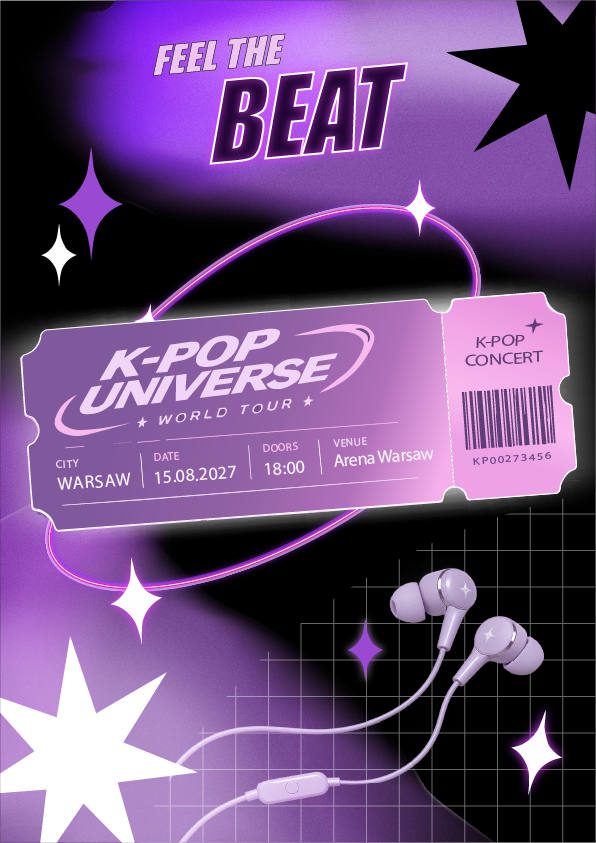 FEEL THE
BEAT
K-POP
UNIVERSE
★ WORLD TOUR ★
CITY
WARSAW
DATE
15.08.2027
DOORS
18:00
VENUE
Arena Warsaw
K-POP
CONCERT
KP00273456